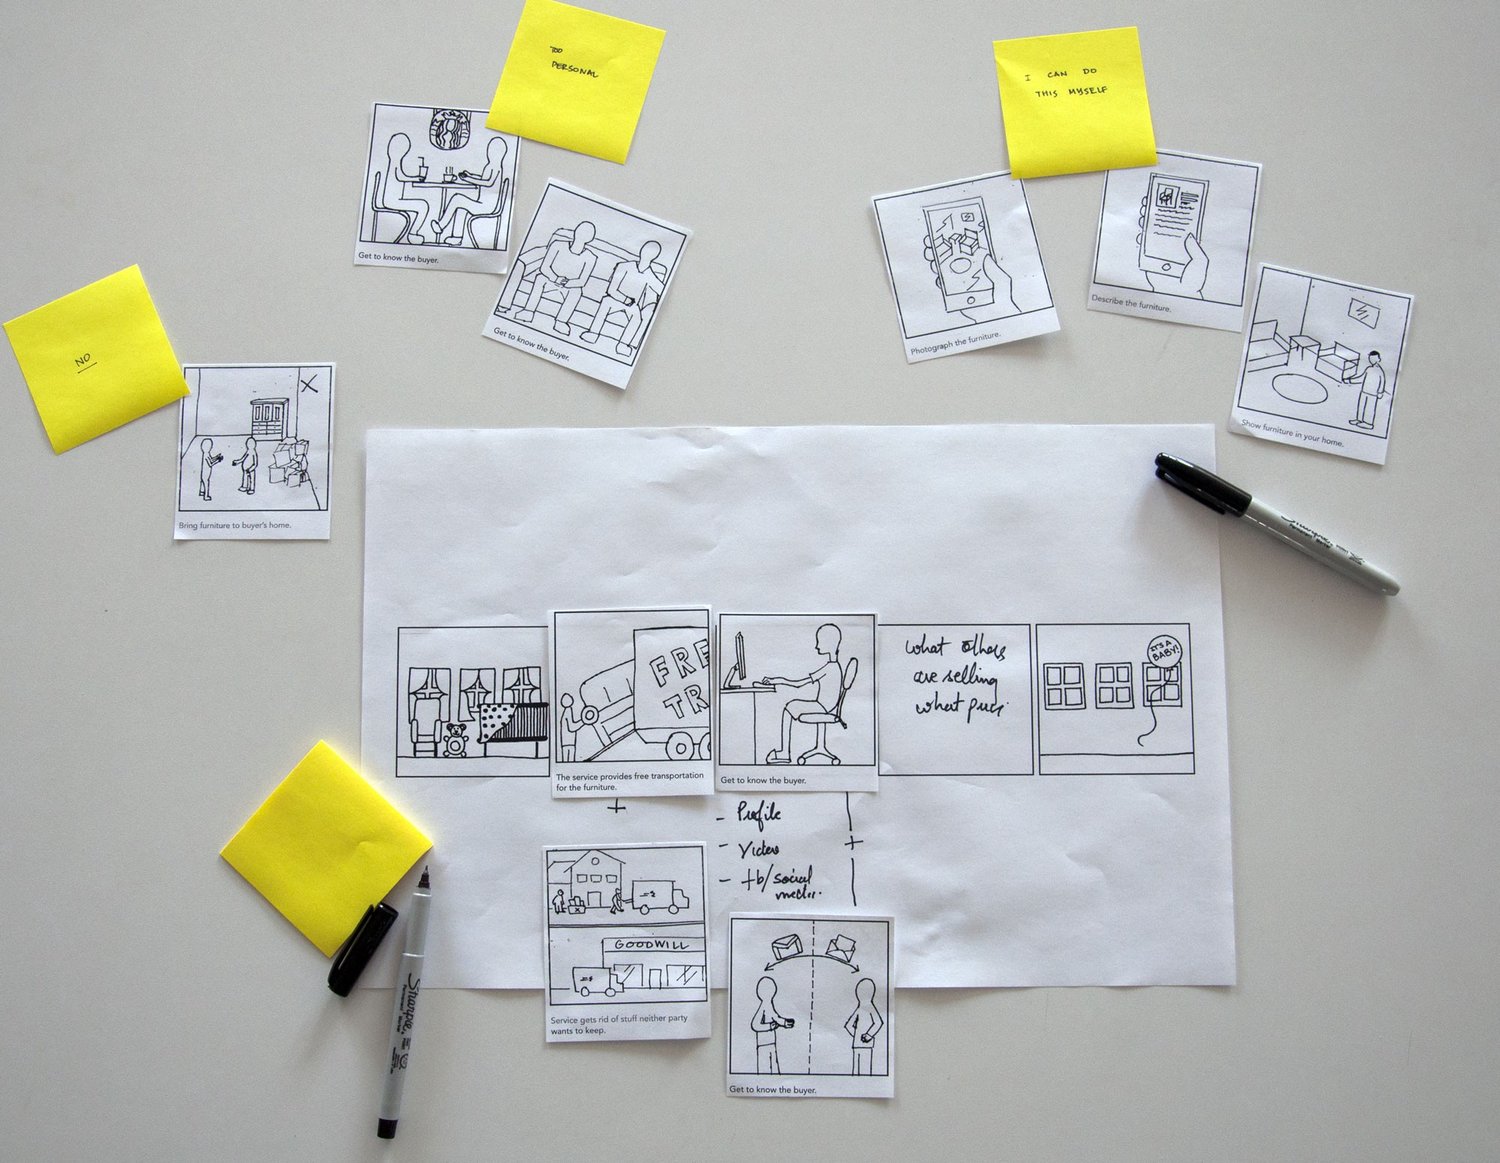 TOO
PERSONAL
I CAN DO
THIS MYSELF
Get to know the buyer.
Get to know the buyer.
Photograph the furniture.
Describe the furniture.
Show furniture in your home.
NO
X
Bring furniture to buyer's home.
Sharpie
FRE
TR
The service provides free transportation
for the furniture.
Get to know the buyer.
what others
are selling
what
IT'S A
BABY!
+
- Profile
- Video
- fb/social
+
GOODWILL
Service gets rid of stuff neither party
wants to keep.
Get to know the buyer.
Sharpie